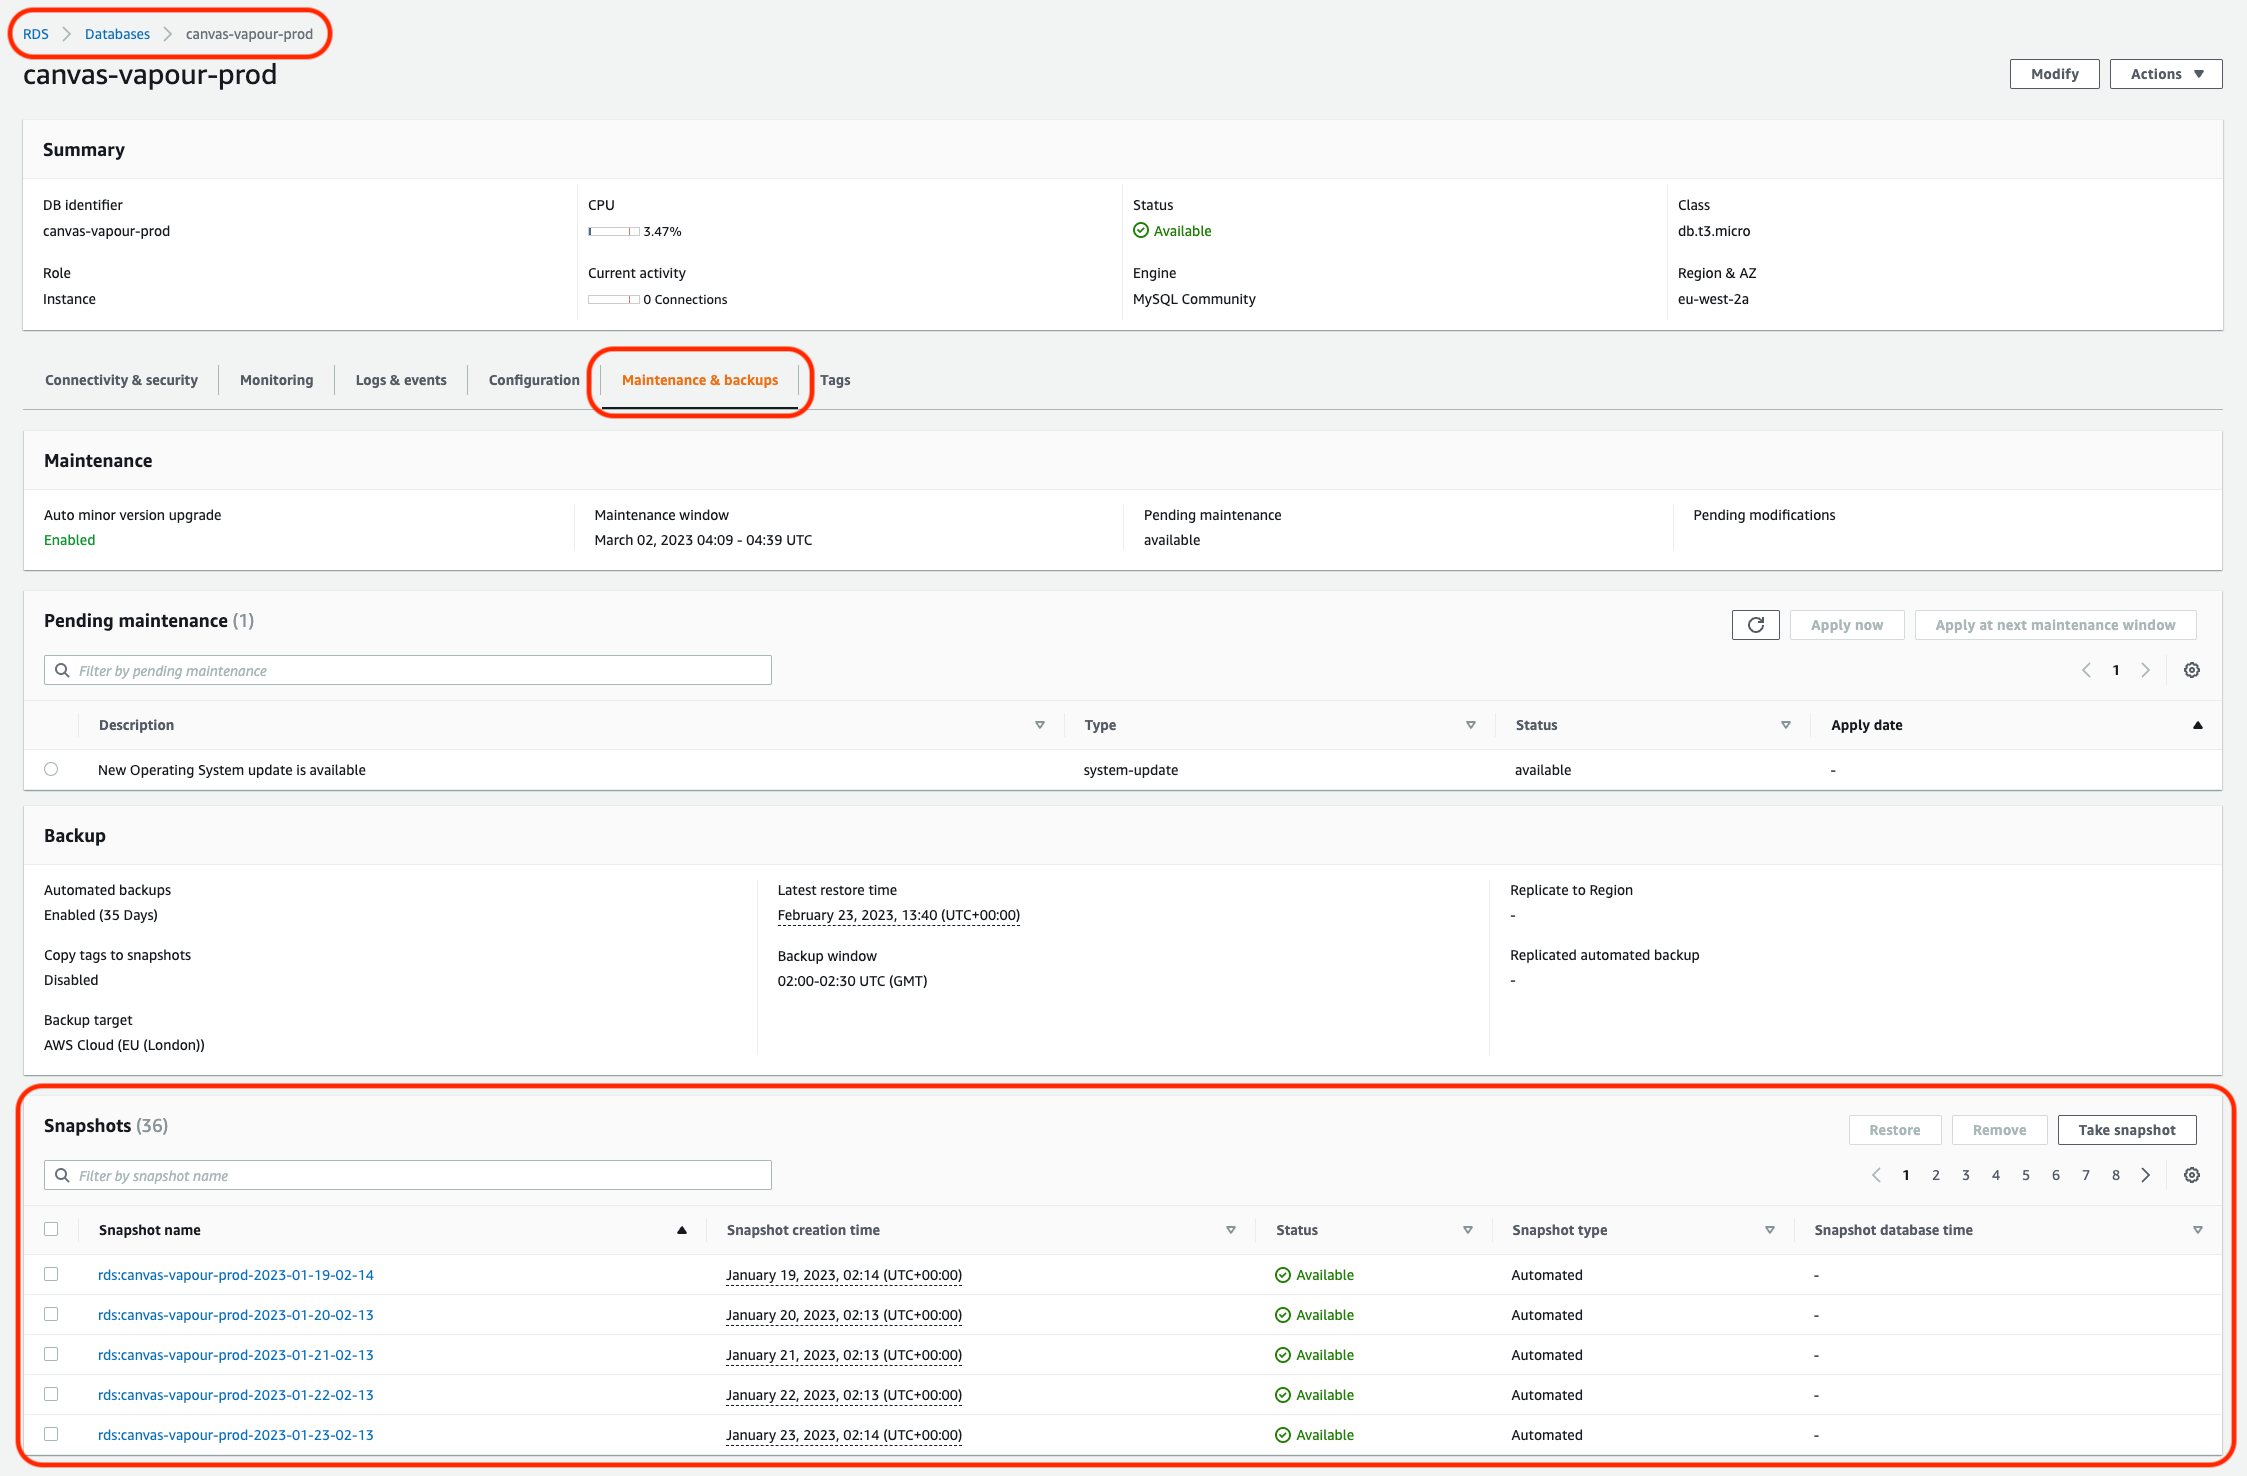 RDS > Databases > canvas-vapour-prod
canvas-vapour-prod
Modify
Actions
Summary
DB identifier
canvas-vapour-prod
CPU
3.47%
Status
Available
Class
db.t3.micro
Role
Instance
Current activity
0 Connections
Engine
MySQL Community
Region & AZ
eu-west-2a
Connectivity & security
Monitoring
Logs & events
Configuration
Maintenance & backups
Tags
Maintenance
Auto minor version upgrade
Enabled
Maintenance window
March 02, 2023 04:09 - 04:39 UTC
Pending maintenance
available
Pending modifications
Pending maintenance (1)
Apply now
Apply at next maintenance window
Filter by pending maintenance
1
Description Type Status Apply date
New Operating System update is available system-update available -
Backup
Automated backups
Enabled (35 Days)
Copy tags to snapshots
Disabled
Backup target
AWS Cloud (EU (London))
Latest restore time
February 23, 2023, 13:40 (UTC+00:00)
Backup window
02:00-02:30 UTC (GMT)
Replicate to Region
-
Replicated automated backup
-
Snapshots (36)
Restore
Remove
Take snapshot
Filter by snapshot name
1 2 3 4 5 6 7 8
Snapshot name Snapshot creation time Status Snapshot type Snapshot database time
rds:canvas-vapour-prod-2023-01-19-02-14 January 19, 2023, 02:14 (UTC+00:00) Available Automated -
rds:canvas-vapour-prod-2023-01-20-02-13 January 20, 2023, 02:13 (UTC+00:00) Available Automated -
rds:canvas-vapour-prod-2023-01-21-02-13 January 21, 2023, 02:13 (UTC+00:00) Available Automated -
rds:canvas-vapour-prod-2023-01-22-02-13 January 22, 2023, 02:13 (UTC+00:00) Available Automated -
rds:canvas-vapour-prod-2023-01-23-02-13 January 23, 2023, 02:14 (UTC+00:00) Available Automated -